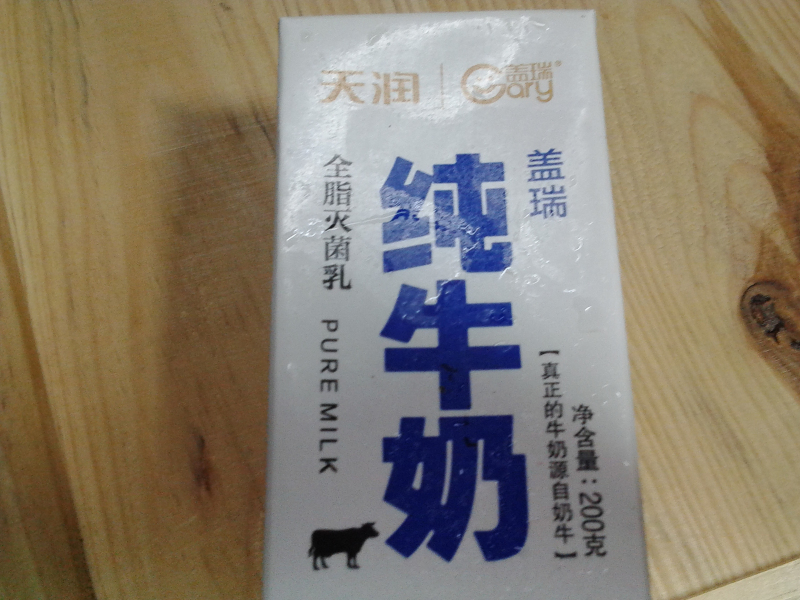 天润
盖瑞
Gary
盖瑞
纯牛奶
全脂灭菌乳 PURE MILK
【真正的牛奶源自奶牛】
净含量：200克